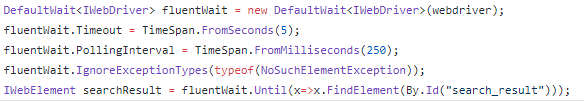 DefaultWait<IWebDriver> fluentWait = new DefaultWait<IWebDriver>(webdriver);
fluentWait.Timeout = TimeSpan.FromSeconds(5);
fluentWait.PollingInterval = TimeSpan.FromMilliseconds(250);
fluentWait.IgnoreExceptionTypes(typeof(NoSuchElementException));
IWebElement searchResult = fluentWait.Until(x=>x.FindElement(By.Id("search_result")));